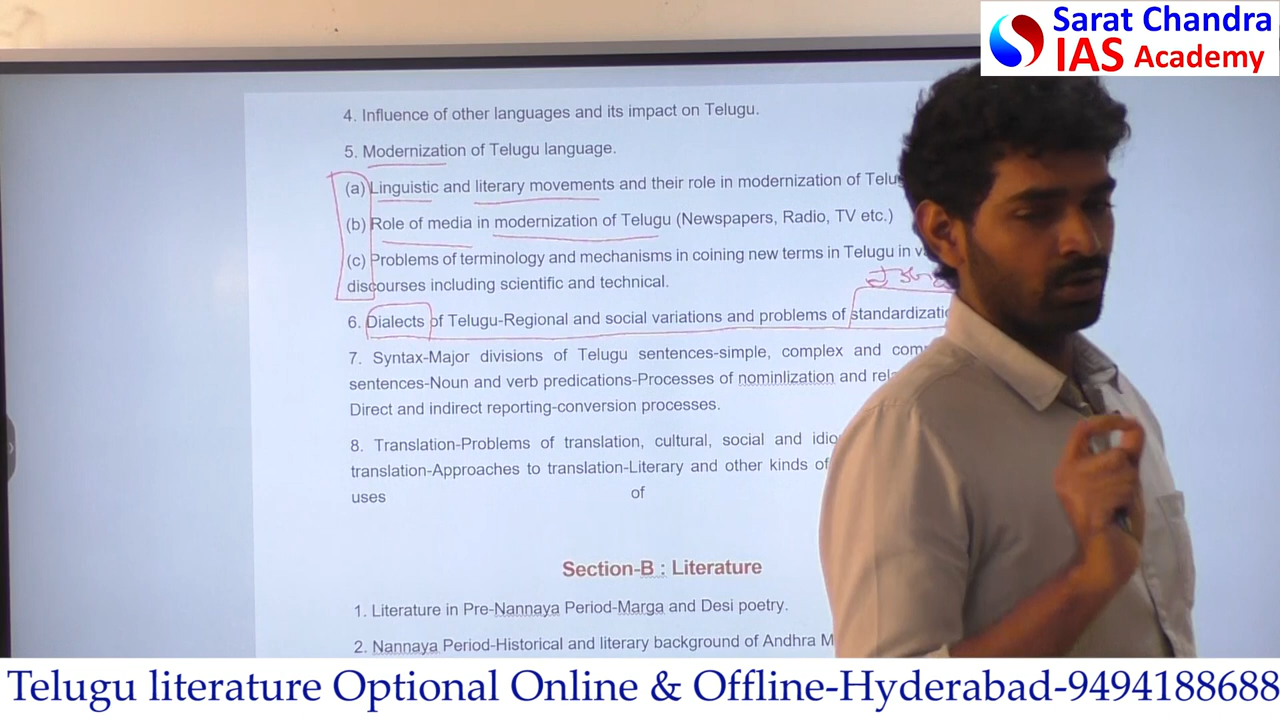 Sarat Chandra
IAS Academy
4. Influence of other languages and its impact on Telugu.
5. Modernization of Telugu language.
(a) Linguistic and literary movements and their role in modernization of
(b) Role of media in modernization of Telugu (Newspapers, Radio, TV etc.)
(c) Problems of terminology and mechanisms in coining new terms in Telugu in
discourses including scientific and technical.
6. Dialects of Telugu-Regional and social variations and problems of
7. Syntax-Major divisions of Telugu sentences-simple, complex and
sentences-Noun and verb predications-Processes of nominlization and
Direct and indirect reporting-conversion processes.
8. Translation-Problems of translation, cultural, social and
translation-Approaches to translation-Literary and other kinds of
uses of
Section-B : Literature
1. Literature in Pre-Nannaya Period-Marga and Desi poetry.
2. Nannaya Period-Historical and literary background of Andhra
Telugu literature Optional Online & Offline-Hyderabad-9494188688